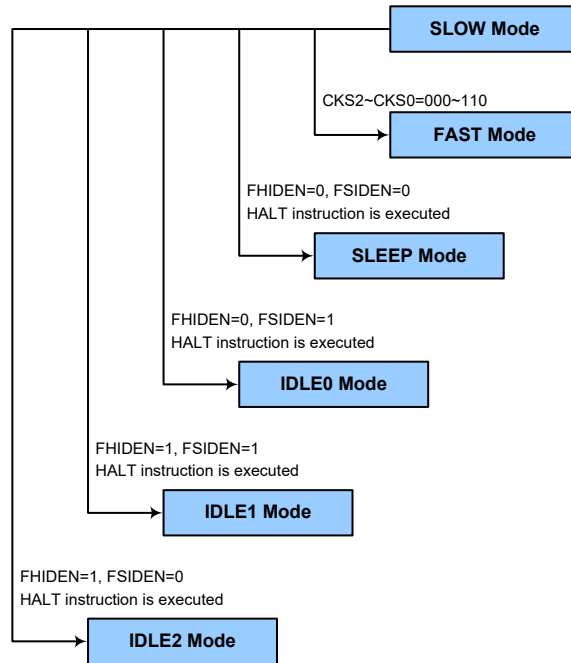 SLOW Mode
CKS2~CKS0=000~110
FAST Mode
FHIDEN=0, FSIDEN=0
HALT instruction is executed
SLEEP Mode
FHIDEN=0, FSIDEN=1
HALT instruction is executed
IDLE0 Mode
FHIDEN=1, FSIDEN=1
HALT instruction is executed
IDLE1 Mode
FHIDEN=1, FSIDEN=0
HALT instruction is executed
IDLE2 Mode